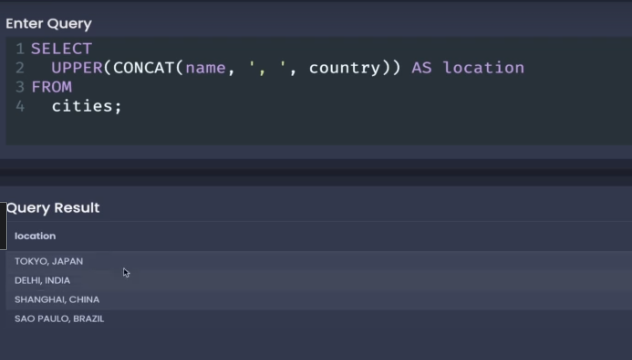 Enter Query
1 SELECT
2   UPPER(CONCAT(name, ', ', country)) AS location
3 FROM
4   cities;
Query Result
location
TOKYO, JAPAN
DELHI, INDIA
SHANGHAI, CHINA
SAO PAULO, BRAZIL